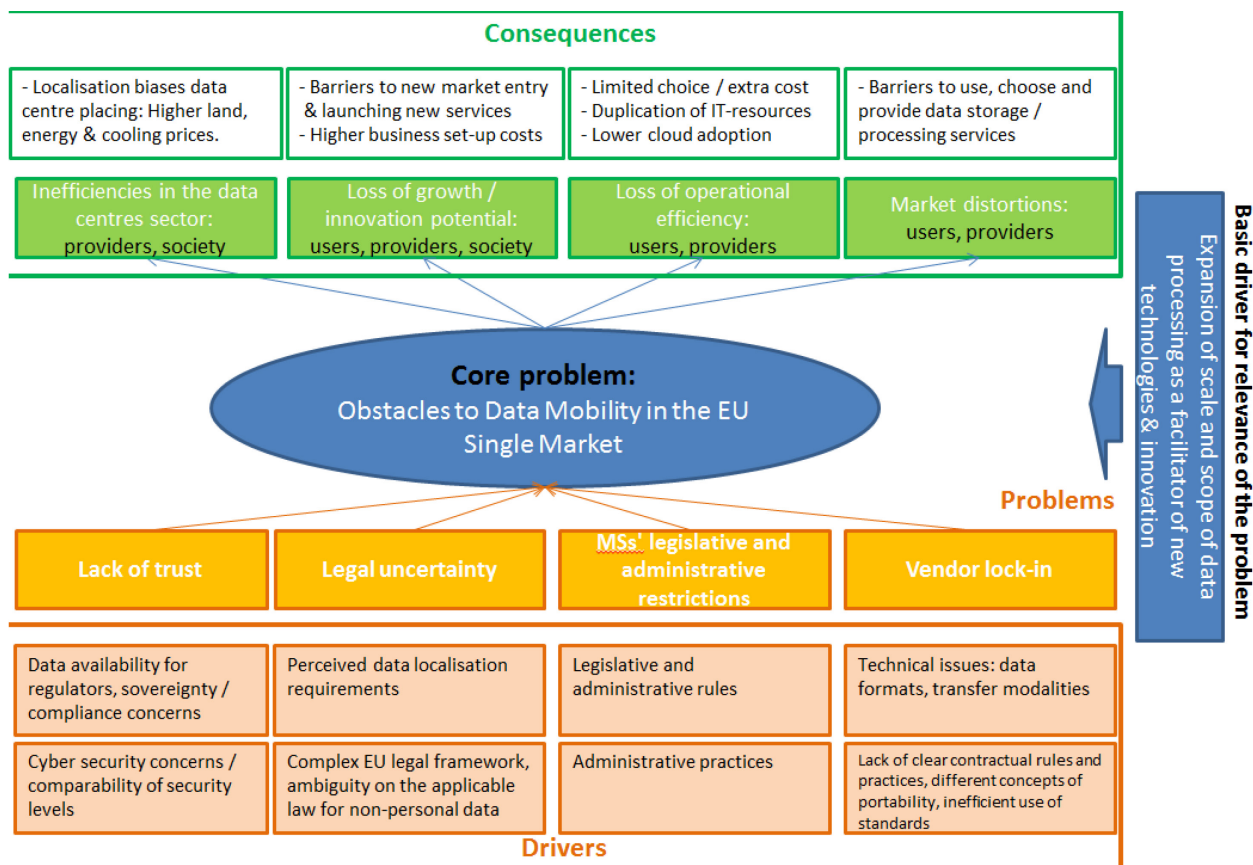 Consequences
- Localisation biases data
centre placing: Higher land,
energy & cooling prices.
- Barriers to new market entry
& launching new services
- Higher business set-up costs
- Limited choice / extra cost
- Duplication of IT-resources
- Lower cloud adoption
- Barriers to use, choose and
provide data storage /
processing services
Inefficiencies in the data
centres sector:
providers, society
Loss of growth /
innovation potential:
users, providers, society
Loss of operational
efficiency:
users, providers
Market distortions:
users, providers
Core problem:
Obstacles to Data Mobility in the EU
Single Market
Problems
Lack of trust
Legal uncertainty
MSs' legislative and
administrative
restrictions
Vendor lock-in
Data availability for
regulators, sovereignty /
compliance concerns
Perceived data localisation
requirements
Legislative and
administrative rules
Technical issues: data
formats, transfer modalities
Cyber security concerns /
comparability of security
levels
Complex EU legal framework,
ambiguity on the applicable
law for non-personal data
Administrative practices
Lack of clear contractual rules and
practices, different concepts of
portability, inefficient use of
standards
Drivers
Basic driver for relevance of the problem
Expansion of scale and scope of data
processing as a facilitator of new
technologies & innovation